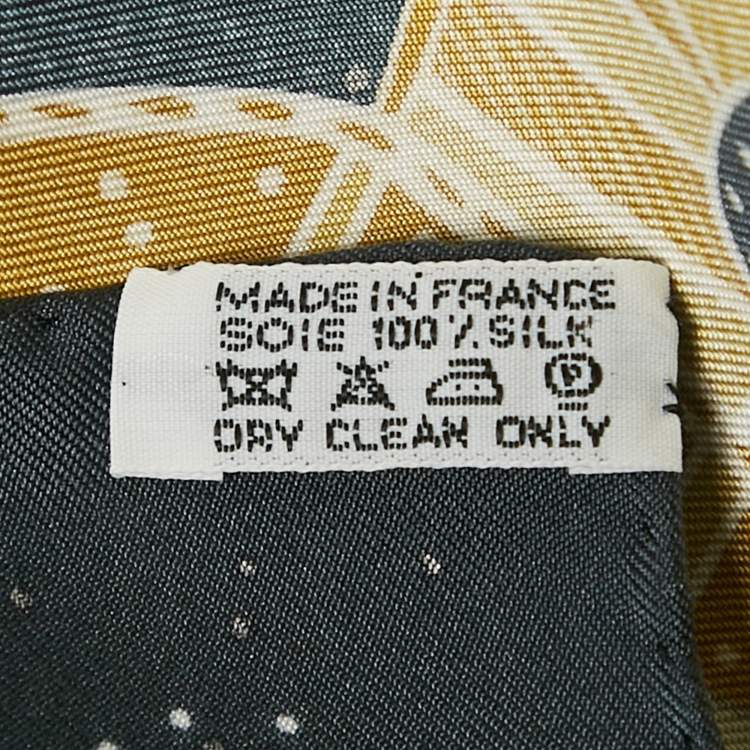 MADE IN FRANCE
SOIE 100% SILK
P
DRY CLEAN ONLY